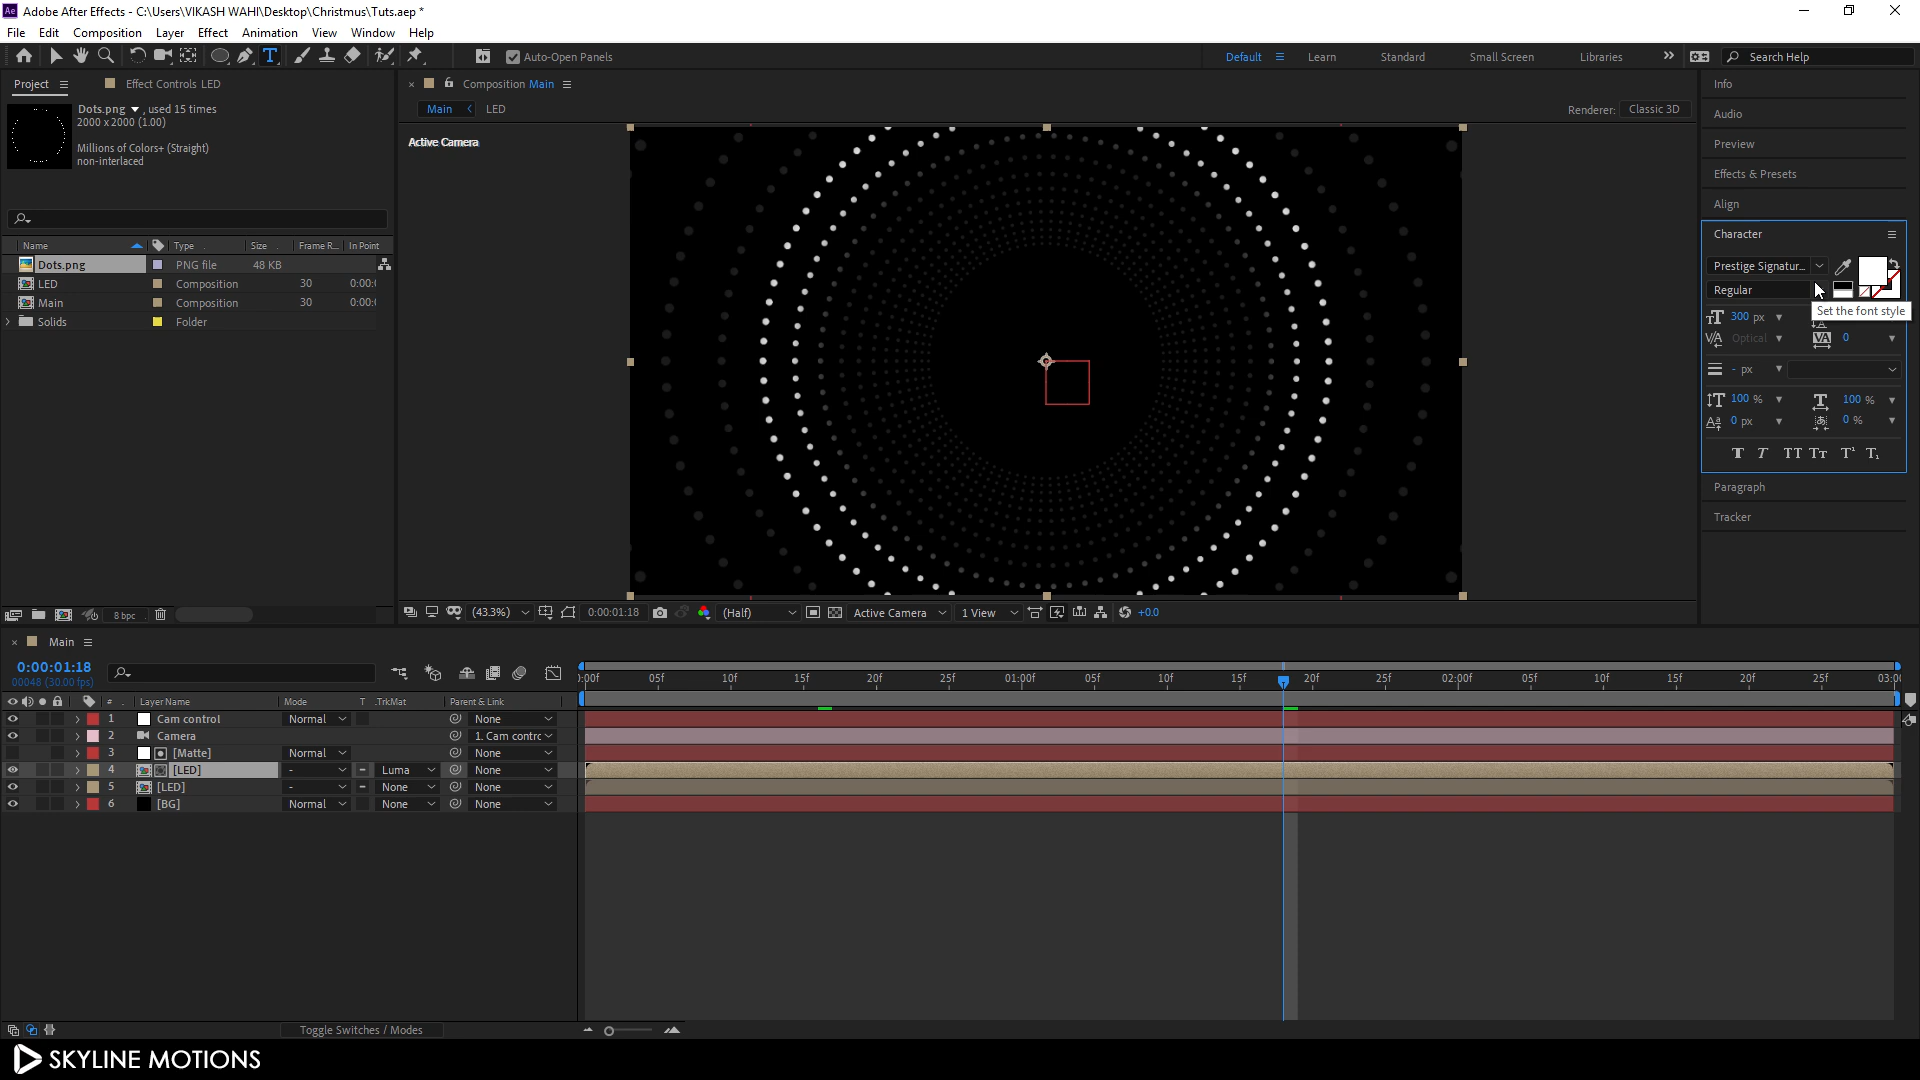 Adobe After Effects - C:\Users\VIKASH WAHI\Desktop\Christmus\Tuts.aep *
File Edit Composition Layer Effect Animation View Window Help
Auto-Open Panels
Default Learn Standard Small Screen Libraries Search Help
Project Effect Controls LED
Dots.png , used 15 times
2000 x 2000 (1.00)
Millions of Colors+ (Straight)
non-interlaced
Name Type Size Frame R... In Point
Dots.png PNG file 48 KB
LED Composition 30 0:00:
Main Composition 30 0:00:
Solids Folder
8 bpc
Composition Main
Main LED
Renderer: Classic 3D
Active Camera
(43.3%) 0:00:01:18 (Half) Active Camera 1 View +0.0
Info
Audio
Preview
Effects & Presets
Align
Character
Prestige Signatur...
Regular
Set the font style
300 px
Optical 0
- px
100 % 100 %
0 px 0 %
Paragraph
Tracker
Main
0:00:01:18
00048 (30.00 fps)
:00f 05f 10f 15f 20f 25f 01:00f 05f 10f 15f 20f 25f 02:00f 05f 10f 15f 20f 25f 03:0
# Layer Name Mode T .TrkMat Parent & Link
1 Cam control Normal None
2 Camera 1. Cam contrc
3 [Matte] Normal None
4 [LED] - Luma None
5 [LED] - None None
6 [BG] Normal None None
Toggle Switches / Modes
SKYLINE MOTIONS